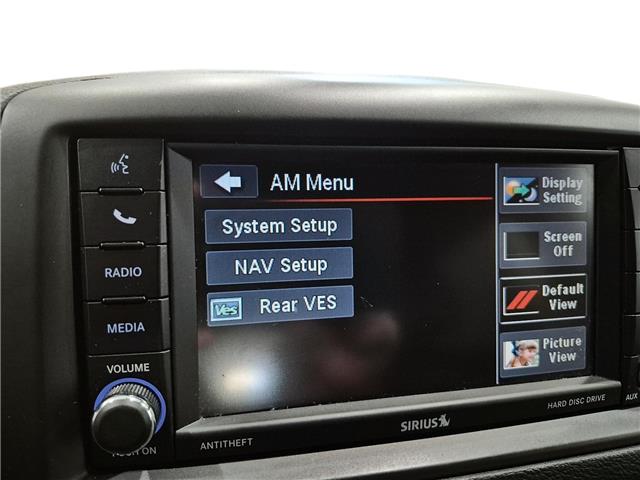 AM Menu
System Setup
NAV Setup
Ves Rear VES
Display
Setting
Screen
Off
Default
View
Picture
View
RADIO
MEDIA
VOLUME
ANTITHEFT
SIRIUS
HARD DISC DRIVE
AUX